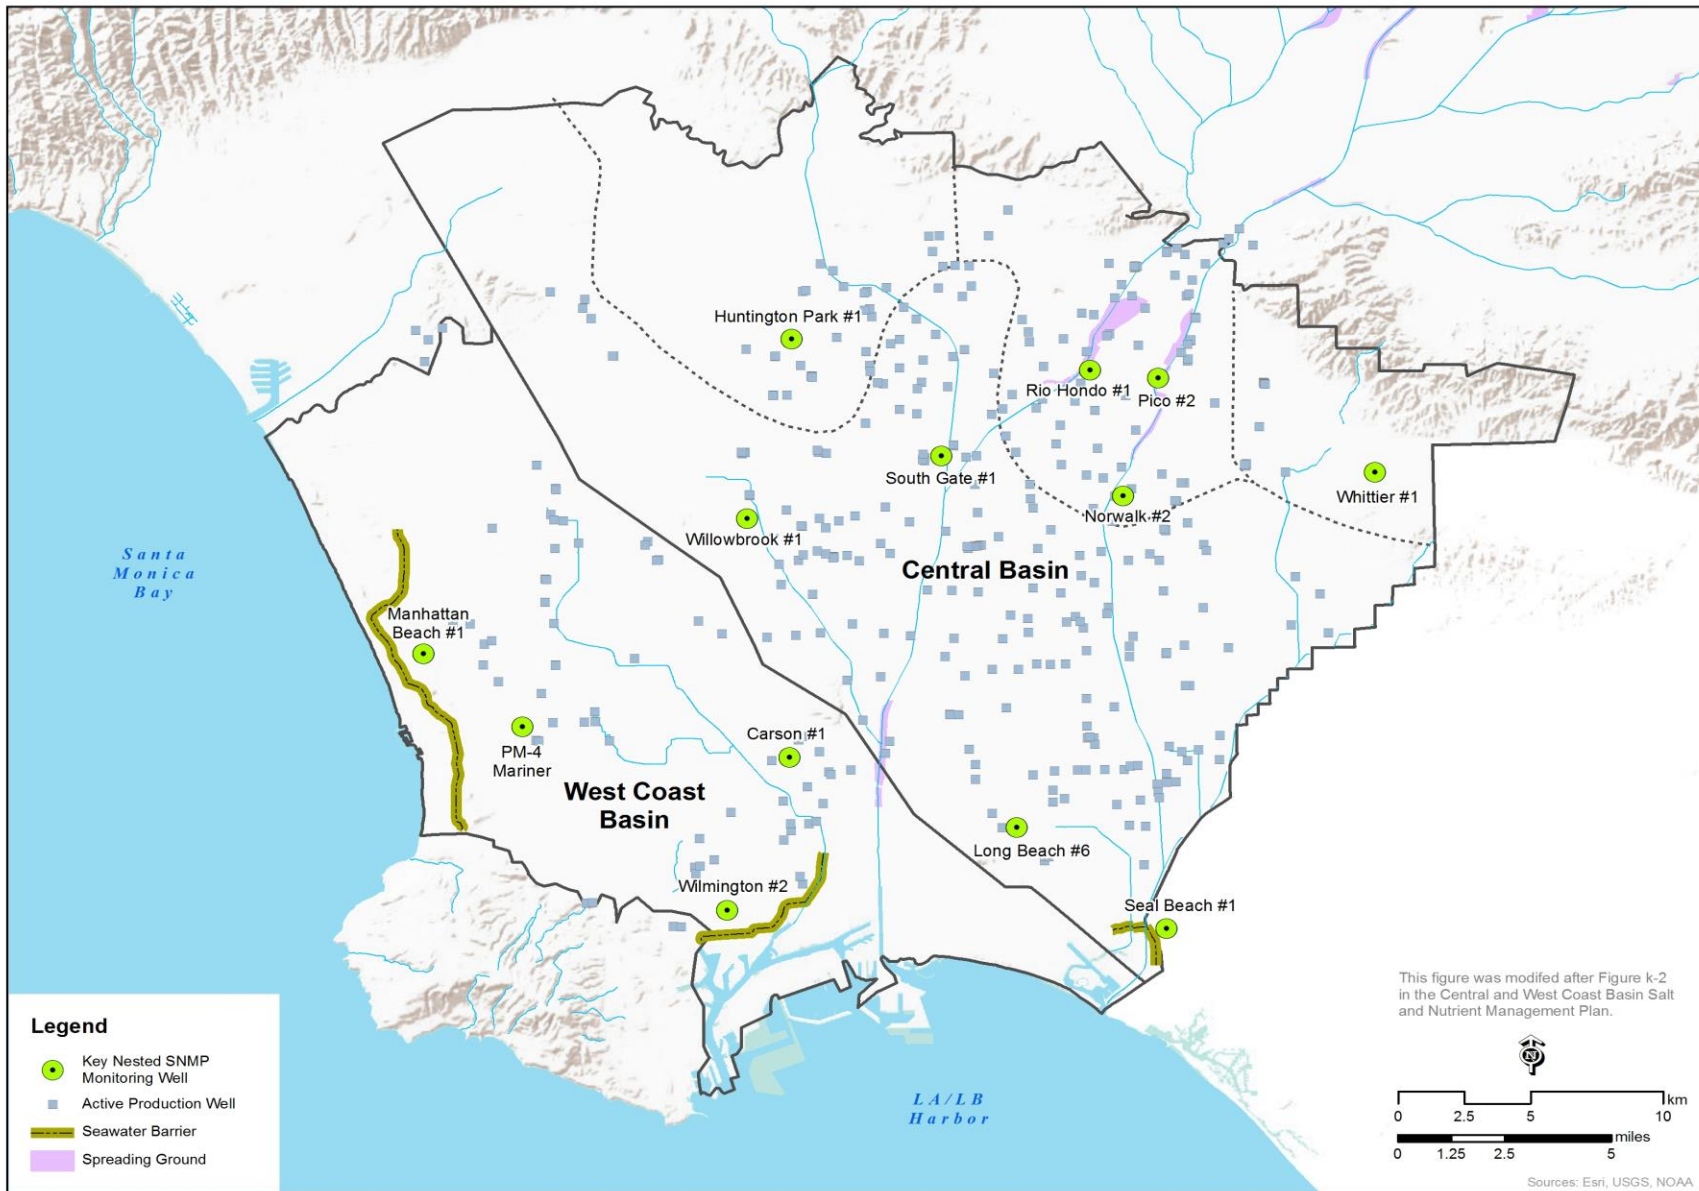 Huntington Park #1
Rio Hondo #1
Pico #2
South Gate #1
Whittier #1
Norwalk #2
Willowbrook #1
Central Basin
Santa
Monica
Bay
Manhattan
Beach #1
PM-4
Mariner
Carson #1
West Coast
Basin
Long Beach #6
Wilmington #2
Seal Beach #1
LA/LB
Harbor
Legend
Key Nested SNMP
Monitoring Well
Active Production Well
Seawater Barrier
Spreading Ground
This figure was modifed after Figure k-2
in the Central and West Coast Basin Salt
and Nutrient Management Plan.
N
km
0 2.5 5 10
miles
0 1.25 2.5 5
Sources: Esri, USGS, NOAA